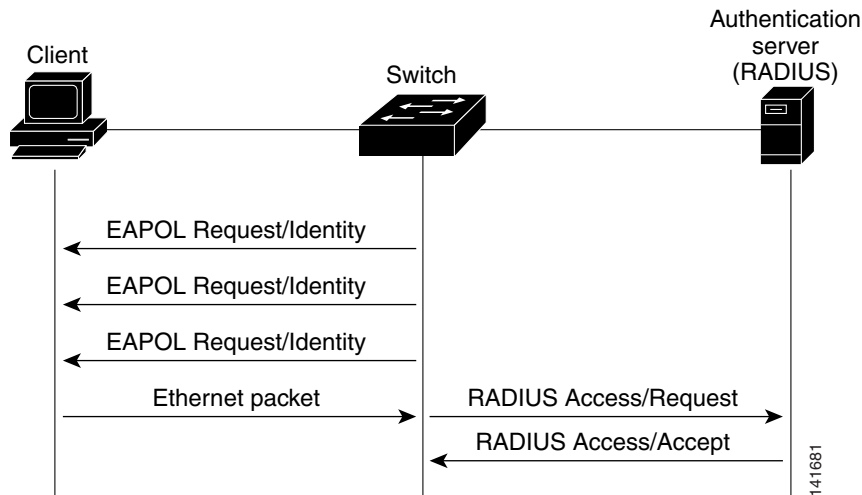 Authentication
server
(RADIUS)
Client
Switch
EAPOL Request/Identity
EAPOL Request/Identity
EAPOL Request/Identity
Ethernet packet
RADIUS Access/Request
RADIUS Access/Accept
141681